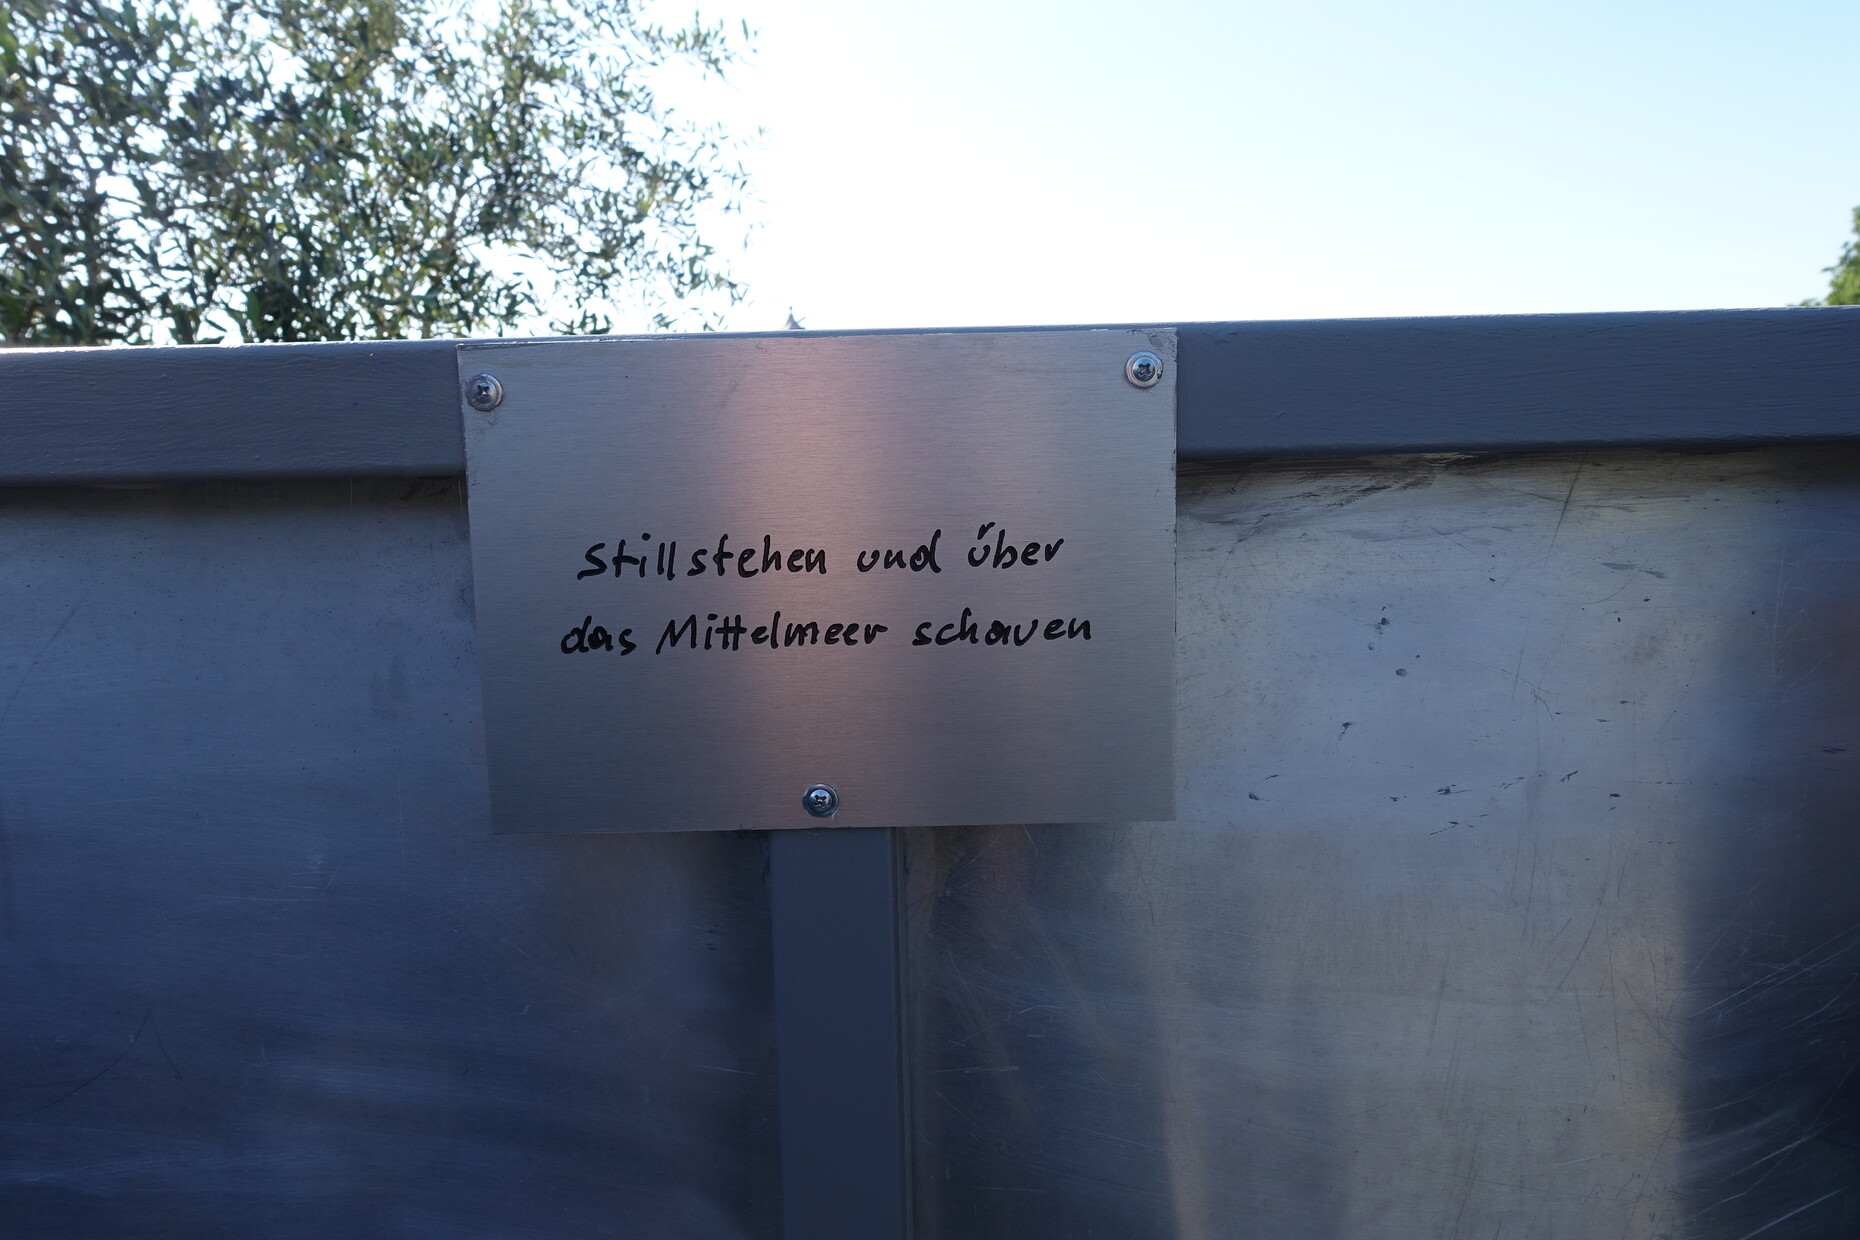 Stillstehen und über
das Mittelmeer schauen